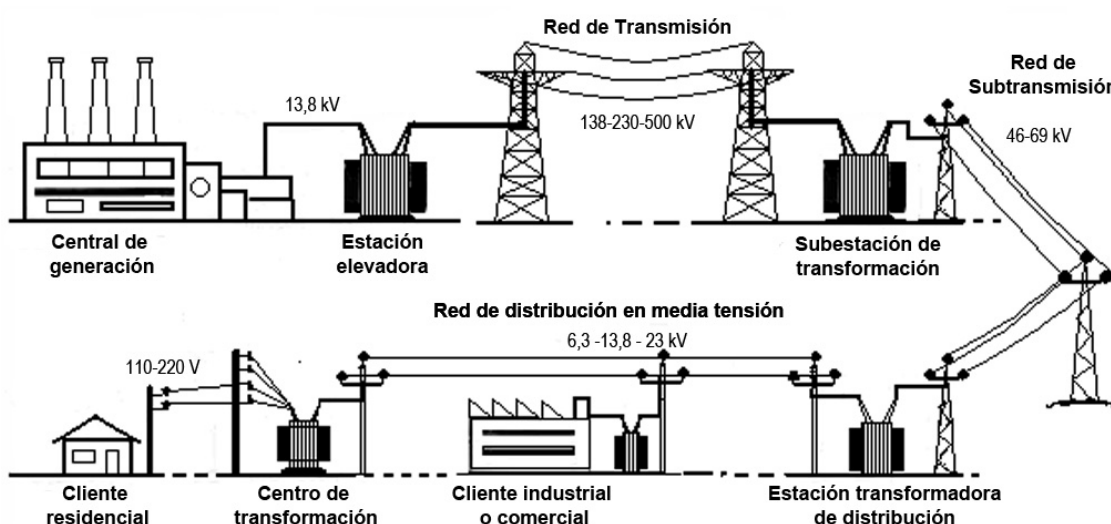 Red de Transmisión
Red de
Subtransmisión
13,8 kV
138-230-500 kV
46-69 kV
Central de
generación
Estación
elevadora
Subestación de
transformación
Red de distribución en media tensión
6,3 -13,8 - 23 kV
110-220 V
Cliente
residencial
Centro de
transformación
Cliente industrial
o comercial
Estación transformadora
de distribución